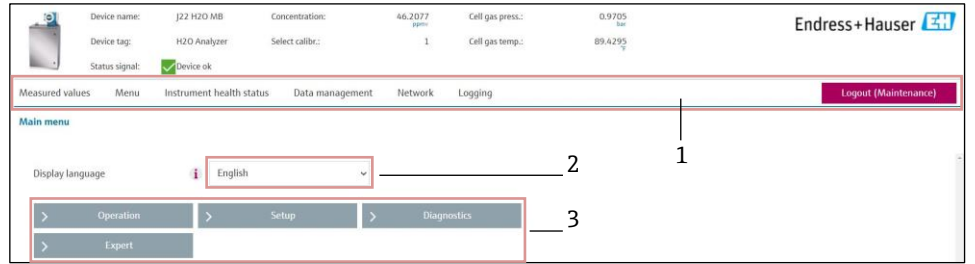 Device name: J22 H2O MB Concentration: 46.2077 ppmv Cell gas press.: 0.9705 bar
Endress+Hauser EH
Device tag: H2O Analyzer Select calibr.: 1 Cell gas temp.: 89.4295 °F
Status signal: Device ok
Measured values Menu Instrument health status Data management Network Logging Logout (Maintenance)
Main menu
1
Display language i English
2
Operation Setup Diagnostics
3
Expert